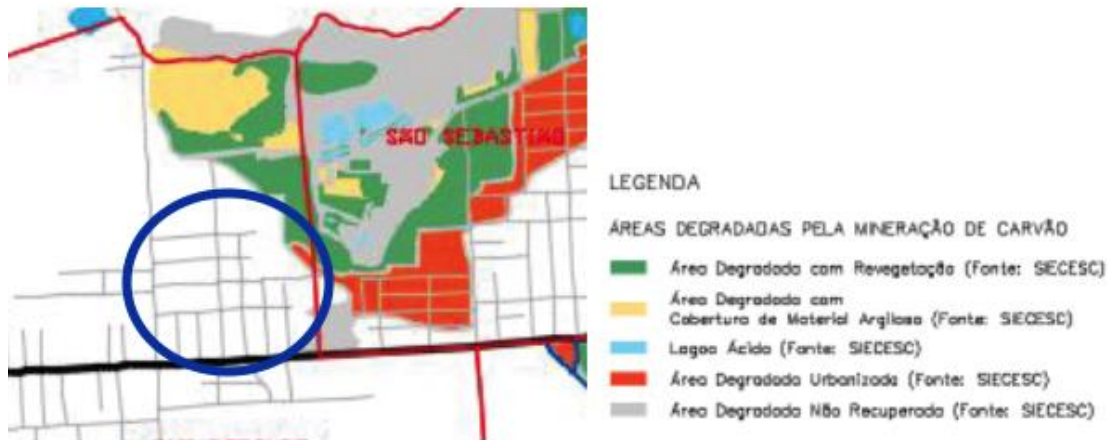 SÃO SEBASTIÃO
LEGENDA
ÁREAS DEGRADADAS PELA MINERAÇÃO DE CARVÃO
Área Degradada com Revegetação (Fonte: SIECESC)
Área Degradada com
Cobertura de Material Argiloso (Fonte: SIECESC)
Lagoa Ácida (Fonte: SIECESC)
Área Degradada Urbanizada (Fonte: SIECESC)
Área Degradada Não Recuperada (Fonte: SIECESC)